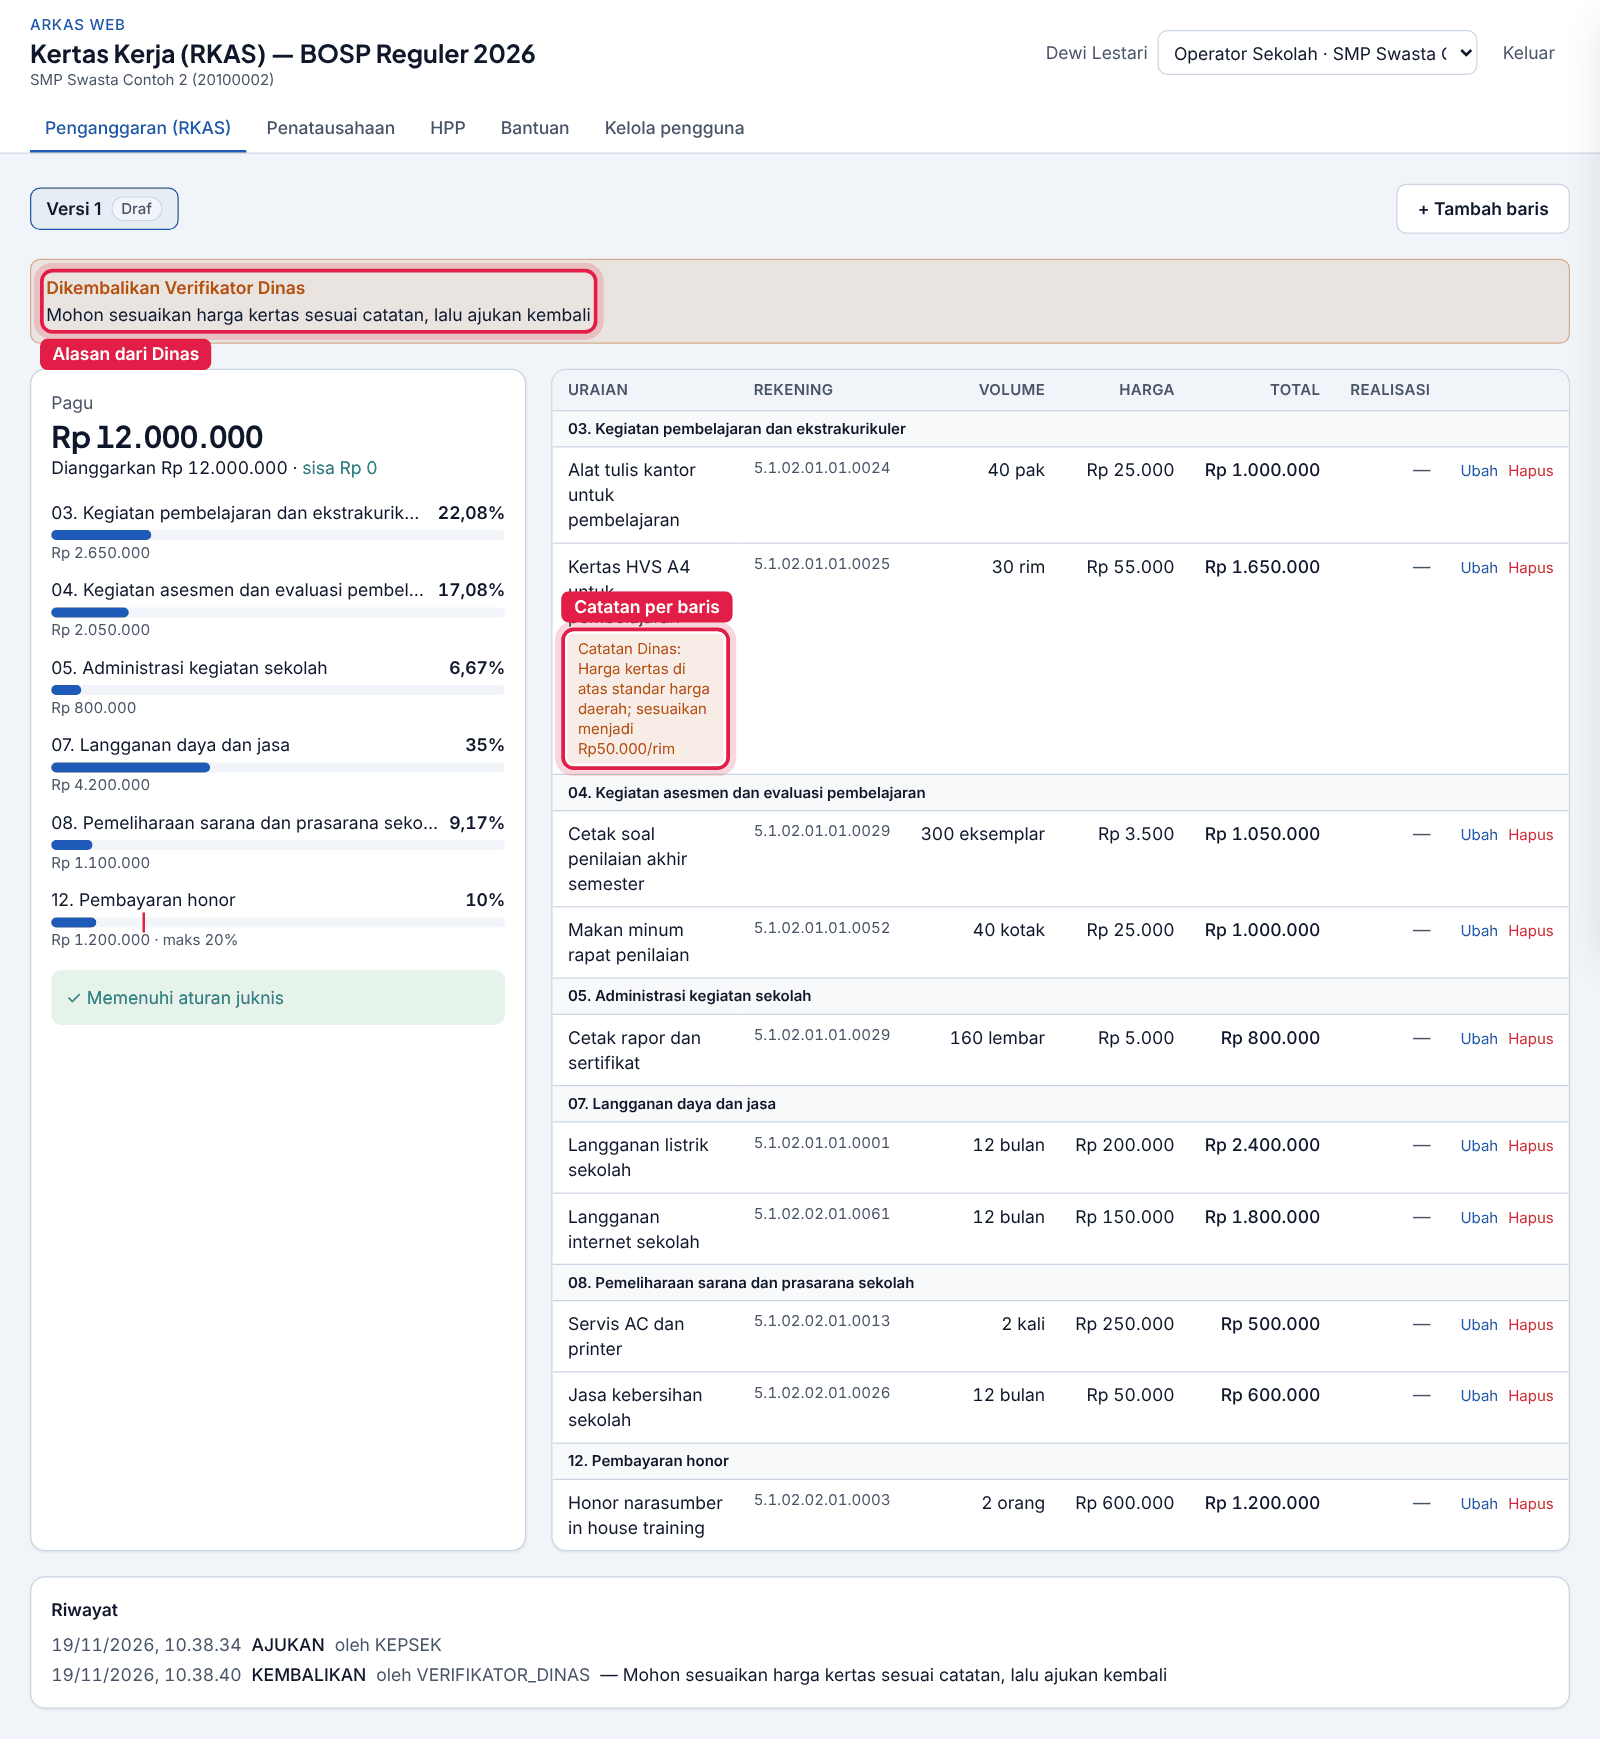 ARKAS WEB
Kertas Kerja (RKAS) — BOSP Reguler 2026
SMP Swasta Contoh 2 (20100002)
Dewi Lestari
Operator Sekolah · SMP Swasta C
Keluar
Penganggaran (RKAS)
Penatausahaan
HPP
Bantuan
Kelola pengguna
Versi 1 Draf
+ Tambah baris
Dikembalikan Verifikator Dinas
Mohon sesuaikan harga kertas sesuai catatan, lalu ajukan kembali
Alasan dari Dinas
Pagu
Rp 12.000.000
Dianggarkan Rp 12.000.000 · sisa Rp 0
03. Kegiatan pembelajaran dan ekstrakurik... 22,08%
Rp 2.650.000
04. Kegiatan asesmen dan evaluasi pembel... 17,08%
Rp 2.050.000
05. Administrasi kegiatan sekolah 6,67%
Rp 800.000
07. Langganan daya dan jasa 35%
Rp 4.200.000
08. Pemeliharaan sarana dan prasarana seko... 9,17%
Rp 1.100.000
12. Pembayaran honor 10%
Rp 1.200.000 · maks 20%
✓ Memenuhi aturan juknis
URAIAN REKENING VOLUME HARGA TOTAL REALISASI
03. Kegiatan pembelajaran dan ekstrakurikuler
Alat tulis kantor 5.1.02.01.01.0024 40 pak Rp 25.000 Rp 1.000.000 — Ubah Hapus
untuk
pembelajaran
Kertas HVS A4 5.1.02.01.01.0025 30 rim Rp 55.000 Rp 1.650.000 — Ubah Hapus
untuk
pembelajaran
Catatan per baris
Catatan Dinas:
Harga kertas di
atas standar harga
daerah; sesuaikan
menjadi
Rp50.000/rim
04. Kegiatan asesmen dan evaluasi pembelajaran
Cetak soal 5.1.02.01.01.0029 300 eksemplar Rp 3.500 Rp 1.050.000 — Ubah Hapus
penilaian akhir
semester
Makan minum 5.1.02.01.01.0052 40 kotak Rp 25.000 Rp 1.000.000 — Ubah Hapus
rapat penilaian
05. Administrasi kegiatan sekolah
Cetak rapor dan 5.1.02.01.01.0029 160 lembar Rp 5.000 Rp 800.000 — Ubah Hapus
sertifikat
07. Langganan daya dan jasa
Langganan listrik 5.1.02.01.01.0001 12 bulan Rp 200.000 Rp 2.400.000 — Ubah Hapus
sekolah
Langganan 5.1.02.02.01.0061 12 bulan Rp 150.000 Rp 1.800.000 — Ubah Hapus
internet sekolah
08. Pemeliharaan sarana dan prasarana sekolah
Servis AC dan 5.1.02.02.01.0013 2 kali Rp 250.000 Rp 500.000 — Ubah Hapus
printer
Jasa kebersihan 5.1.02.02.01.0026 12 bulan Rp 50.000 Rp 600.000 — Ubah Hapus
sekolah
12. Pembayaran honor
Honor narasumber 5.1.02.02.01.0003 2 orang Rp 600.000 Rp 1.200.000 — Ubah Hapus
in house training
Riwayat
19/11/2026, 10.38.34 AJUKAN oleh KEPSEK
19/11/2026, 10.38.40 KEMBALIKAN oleh VERIFIKATOR_DINAS — Mohon sesuaikan harga kertas sesuai catatan, lalu ajukan kembali